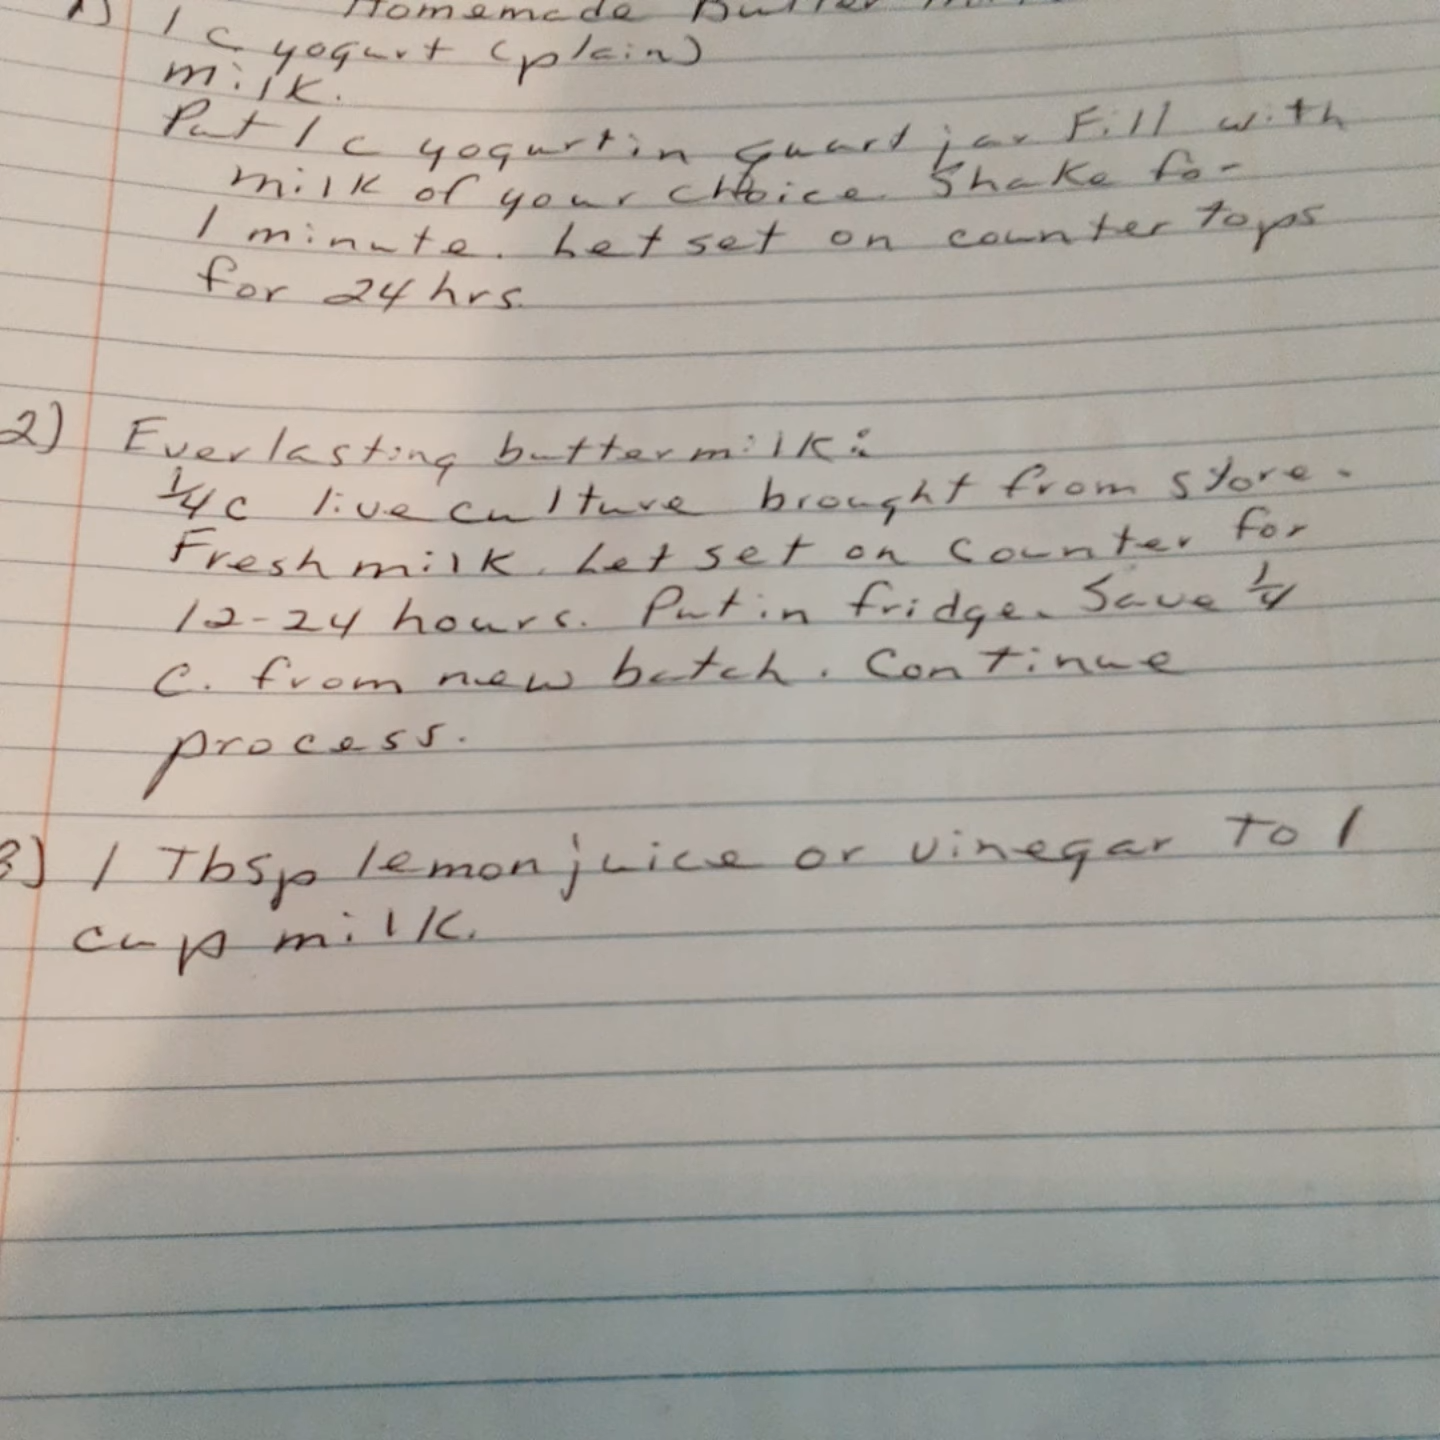 1) Homemade Butter
1 c yogurt (plain)
milk.
Put 1 c yogurt in quart jar Fill with
milk of your choice. Shake for
1 minute. Let set on counter tops
for 24 hrs.
2) Everlasting buttermilk:
1/4 c live culture brought from store.
Fresh milk. Let set on counter for
12-24 hours. Put in fridge. Save 1/4
C. from new batch. Continue
process.
3) 1 Tbsp lemon juice or vinegar To 1
cup milk.